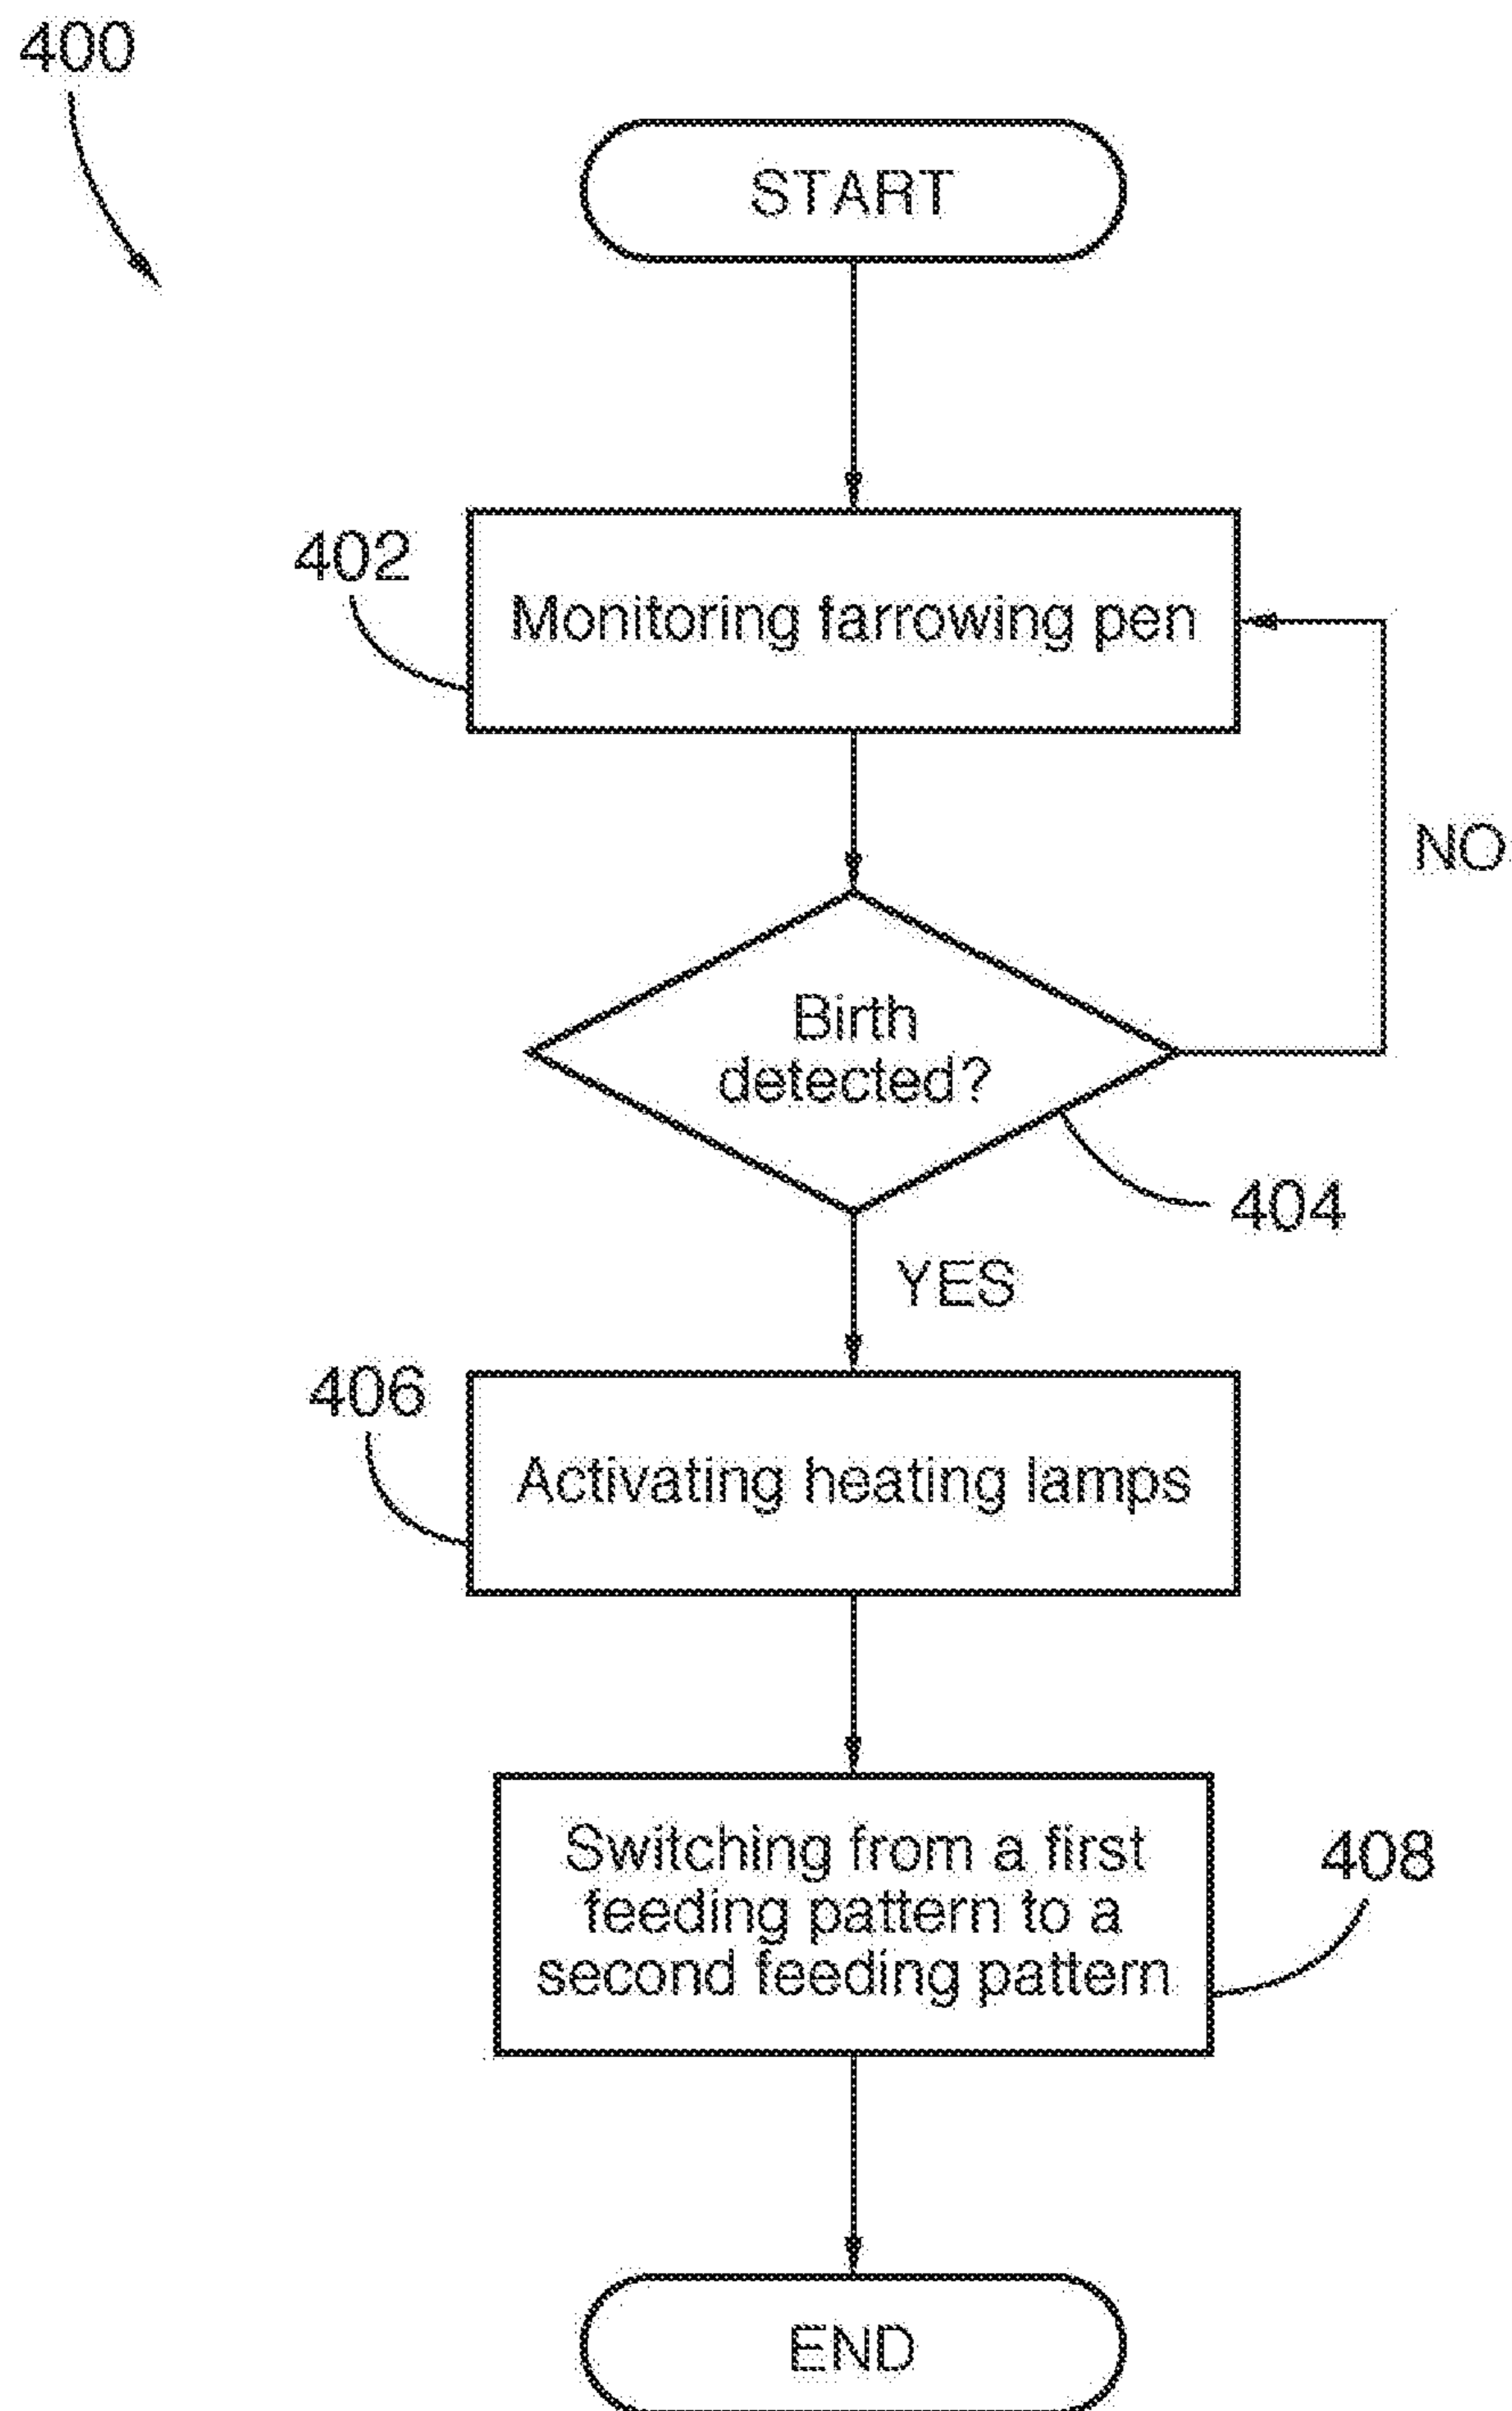 400
START
402
Monitoring farrowing pen
NO
Birth
detected?
404
YES
406
Activating heating lamps
Switching from a first
feeding pattern to a
second feeding pattern
408
END